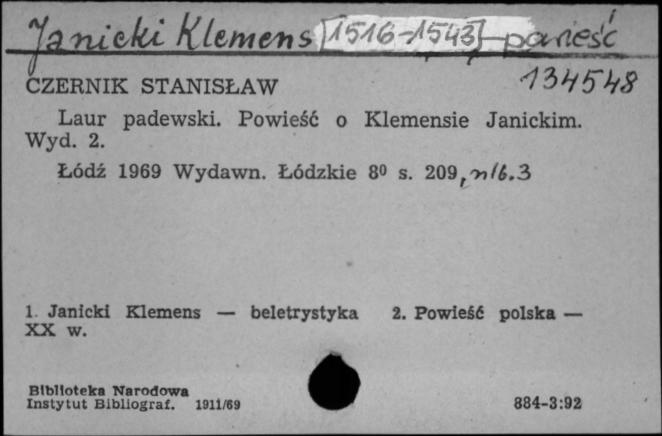 Janicki Klemens [1516-1543] - powieść
CZERNIK STANISŁAW 134548
Laur padewski. Powieść o Klemensie Janickim.
Wyd. 2.
Łódź 1969 Wydawn. Łódzkie 8⁰ s. 209, nlb. 3
1. Janicki Klemens — beletrystyka 2. Powieść polska —
XX w.
Biblioteka Narodowa
Instytut Bibliograf. 1911/69 884-3:92